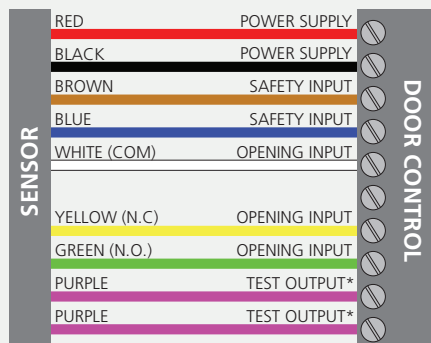 SENSOR
RED POWER SUPPLY
BLACK POWER SUPPLY
BROWN SAFETY INPUT
BLUE SAFETY INPUT
WHITE (COM) OPENING INPUT
YELLOW (N.C) OPENING INPUT
GREEN (N.O.) OPENING INPUT
PURPLE TEST OUTPUT*
PURPLE TEST OUTPUT*
DOOR CONTROL